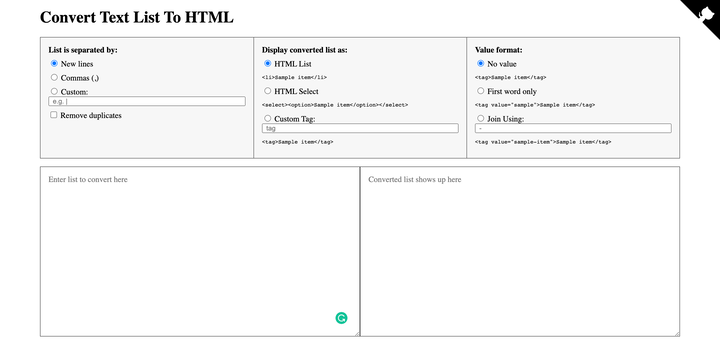 Convert Text List To HTML
List is separated by:
New lines
Commas (,)
Custom:
e.g. |
Remove duplicates
Display converted list as:
HTML List
<li>Sample item</li>
HTML Select
<select><option>Sample item</option></select>
Custom Tag:
tag
<tag>Sample item</tag>
Value format:
No value
<tag>Sample item</tag>
First word only
<tag value="sample">Sample item</tag>
Join Using:
-
<tag value="sample-item">Sample item</tag>
Enter list to convert here
Converted list shows up here